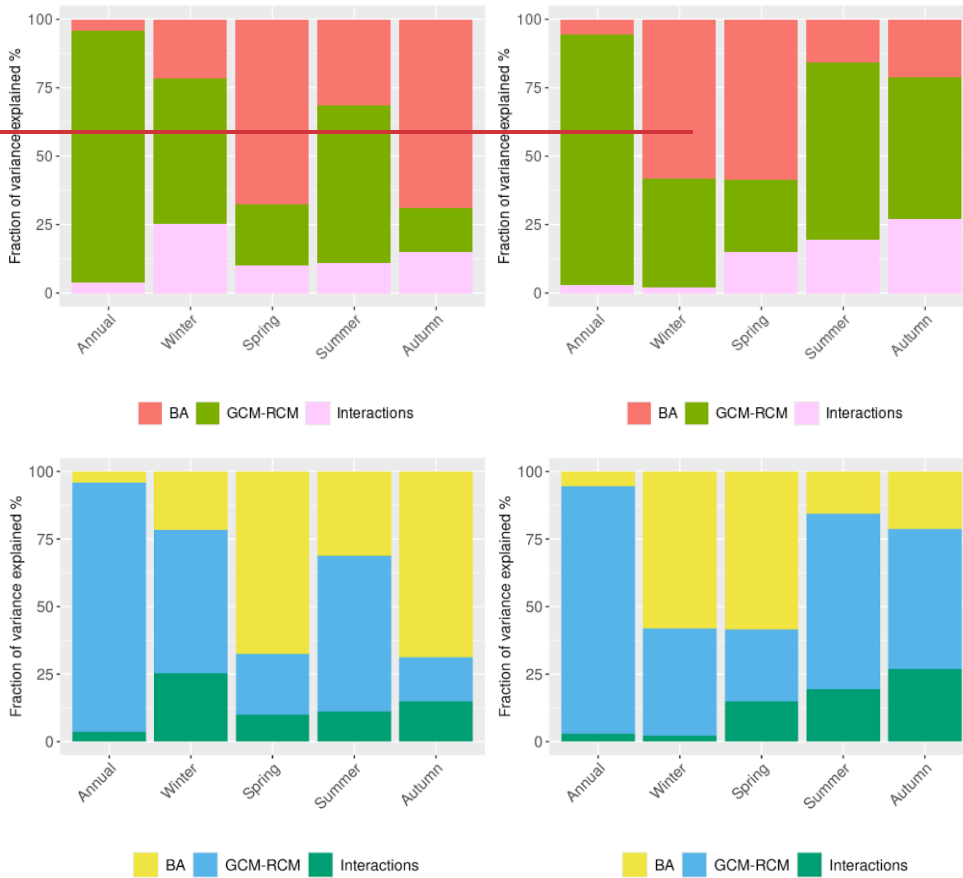 Fraction of variance explained %
100
75
50
25
0
Annual Winter Spring Summer Autumn
BA GCM-RCM Interactions
Fraction of variance explained %
100
75
50
25
0
Annual Winter Spring Summer Autumn
BA GCM-RCM Interactions
Fraction of variance explained %
100
75
50
25
0
Annual Winter Spring Summer Autumn
BA GCM-RCM Interactions
Fraction of variance explained %
100
75
50
25
0
Annual Winter Spring Summer Autumn
BA GCM-RCM Interactions